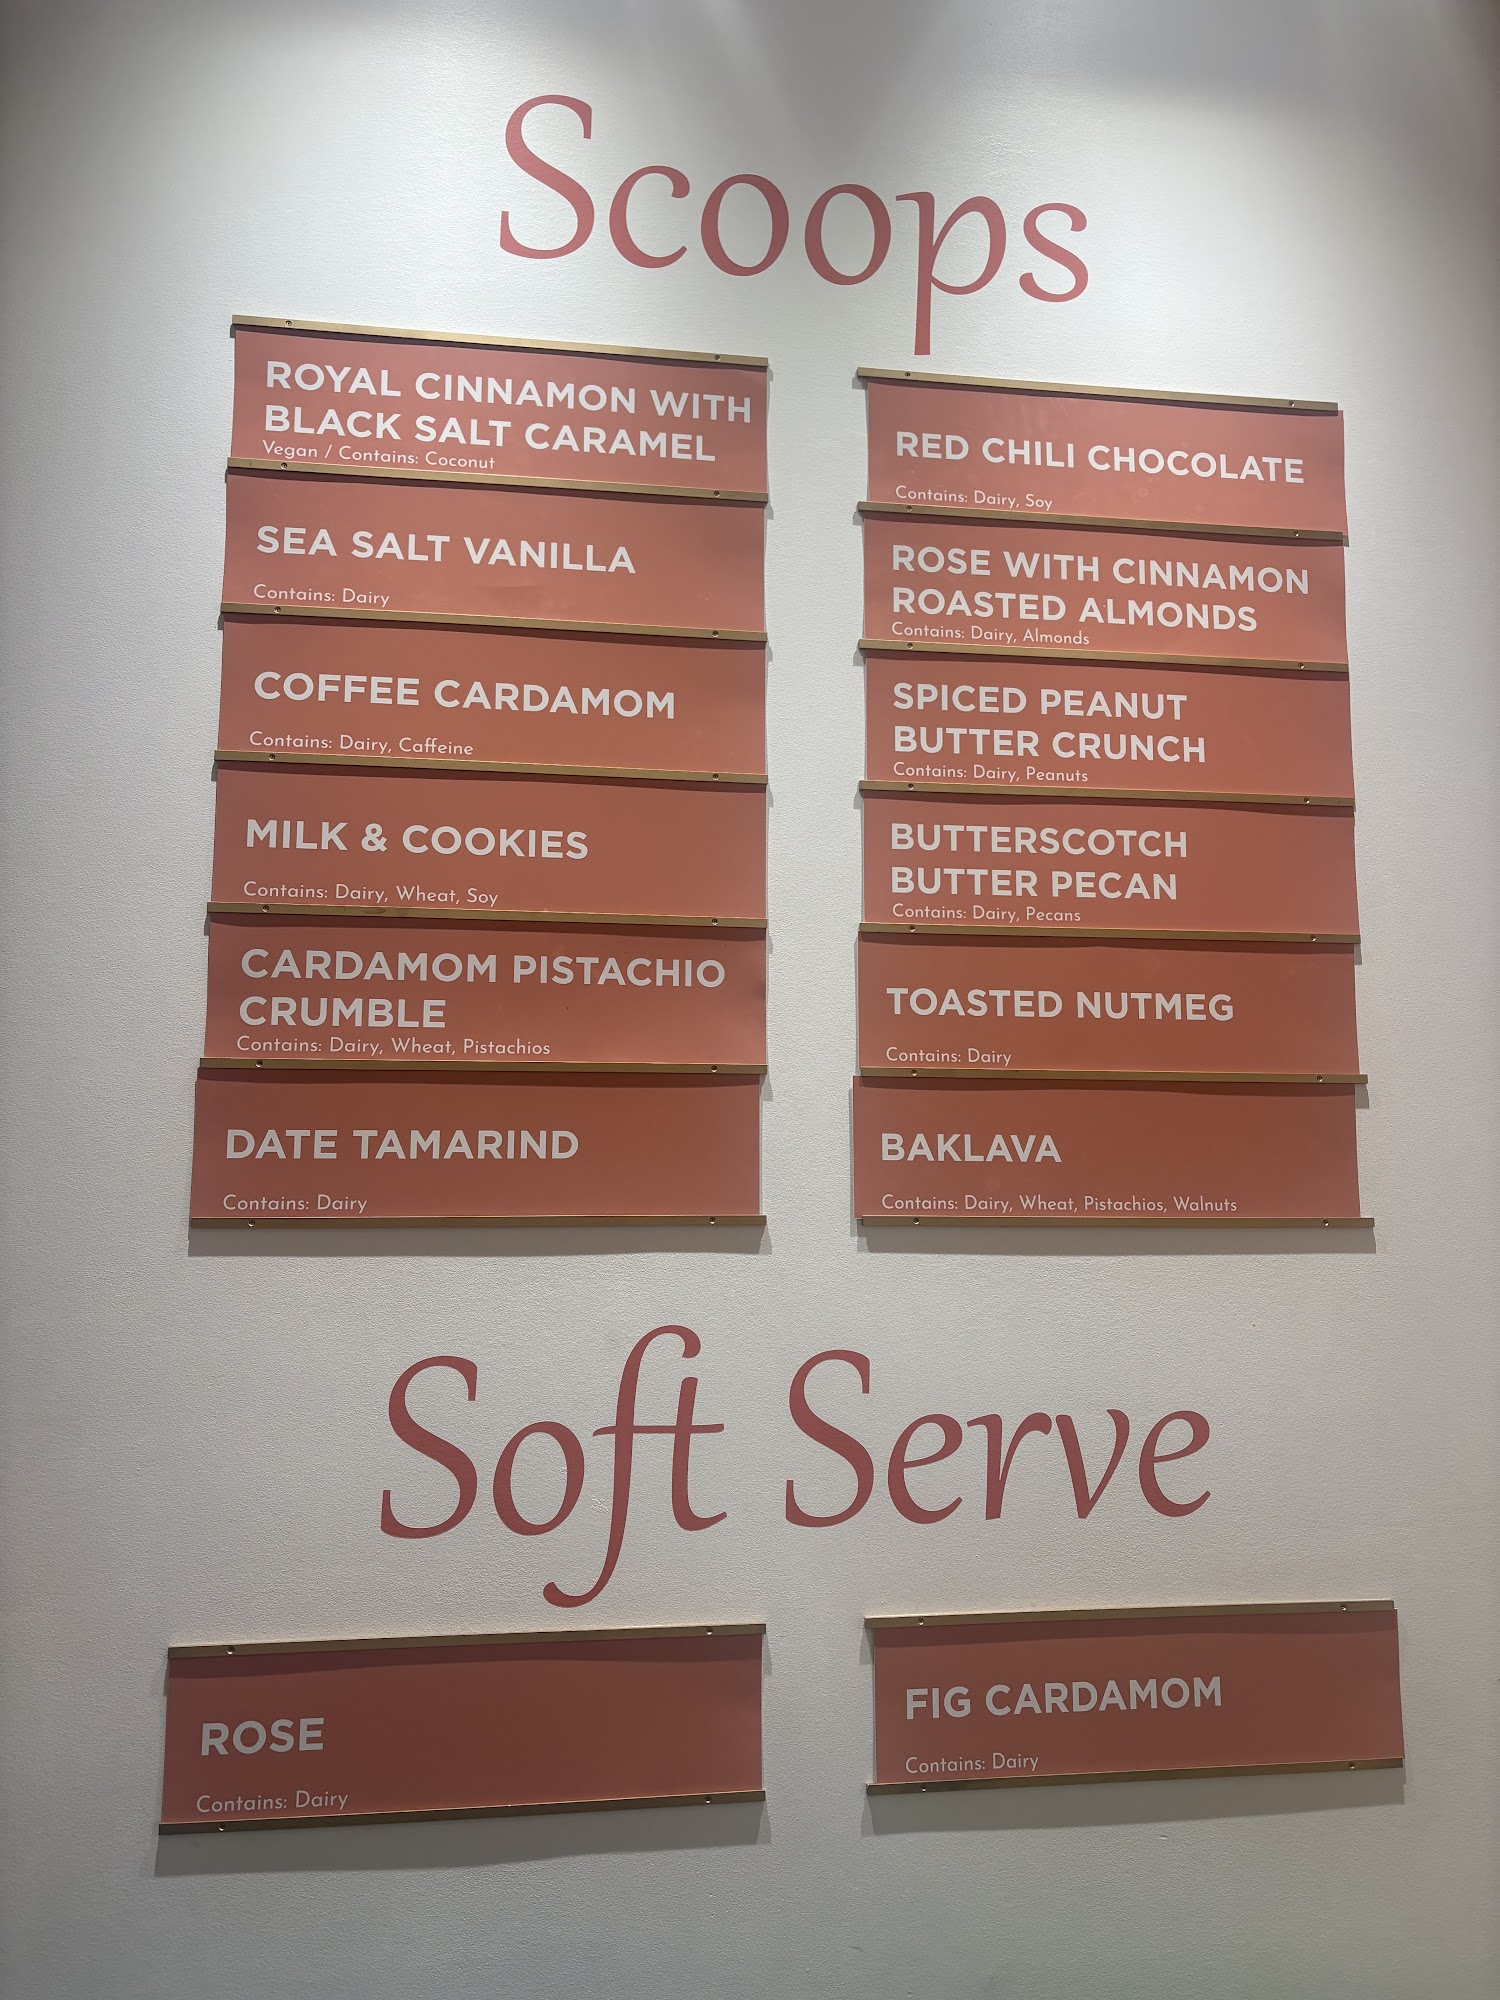 Scoops
ROYAL CINNAMON WITH
BLACK SALT CARAMEL
Vegan / Contains: Coconut
SEA SALT VANILLA
Contains: Dairy
COFFEE CARDAMOM
Contains: Dairy, Caffeine
MILK & COOKIES
Contains: Dairy, Wheat, Soy
CARDAMOM PISTACHIO
CRUMBLE
Contains: Dairy, Wheat, Pistachios
DATE TAMARIND
Contains: Dairy
RED CHILI CHOCOLATE
Contains: Dairy, Soy
ROSE WITH CINNAMON
ROASTED ALMONDS
Contains: Dairy, Almonds
SPICED PEANUT
BUTTER CRUNCH
Contains: Dairy, Peanuts
BUTTERSCOTCH
BUTTER PECAN
Contains: Dairy, Pecans
TOASTED NUTMEG
Contains: Dairy
BAKLAVA
Contains: Dairy, Wheat, Pistachios, Walnuts
Soft Serve
ROSE
Contains: Dairy
FIG CARDAMOM
Contains: Dairy